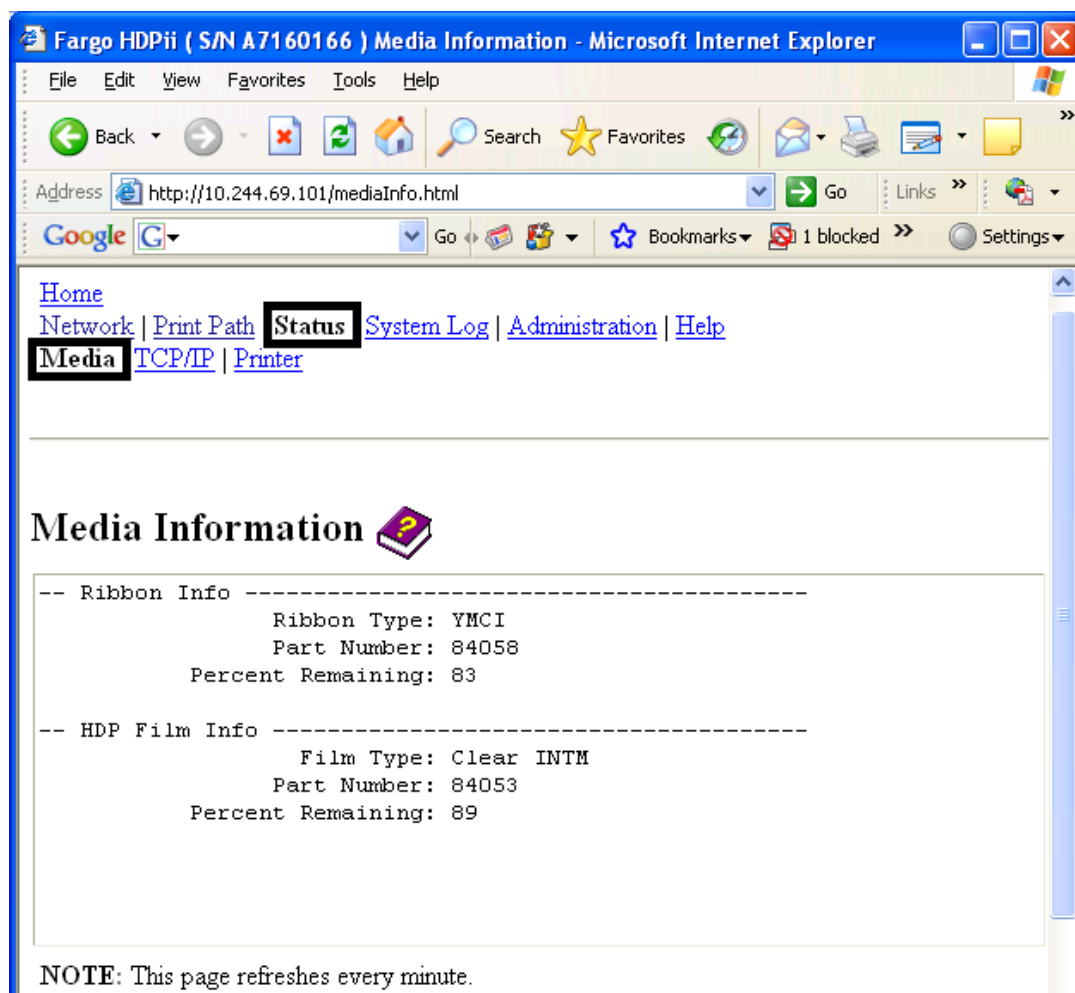 Fargo HDPii ( S/N A7160166 ) Media Information - Microsoft Internet Explorer
File Edit View Favorites Tools Help
Back Search Favorites »
Address http://10.244.69.101/mediaInfo.html Go Links »
Google G Go 1 blocked Bookmarks » Settings
Home
Network | Print Path Status System Log | Administration | Help
Media TCP/IP | Printer
Media Information ?
-- Ribbon Info -----------------------------------------
Ribbon Type: YMCI
Part Number: 84058
Percent Remaining: 83
-- HDP Film Info ---------------------------------------
Film Type: Clear INTM
Part Number: 84053
Percent Remaining: 89
NOTE: This page refreshes every minute.